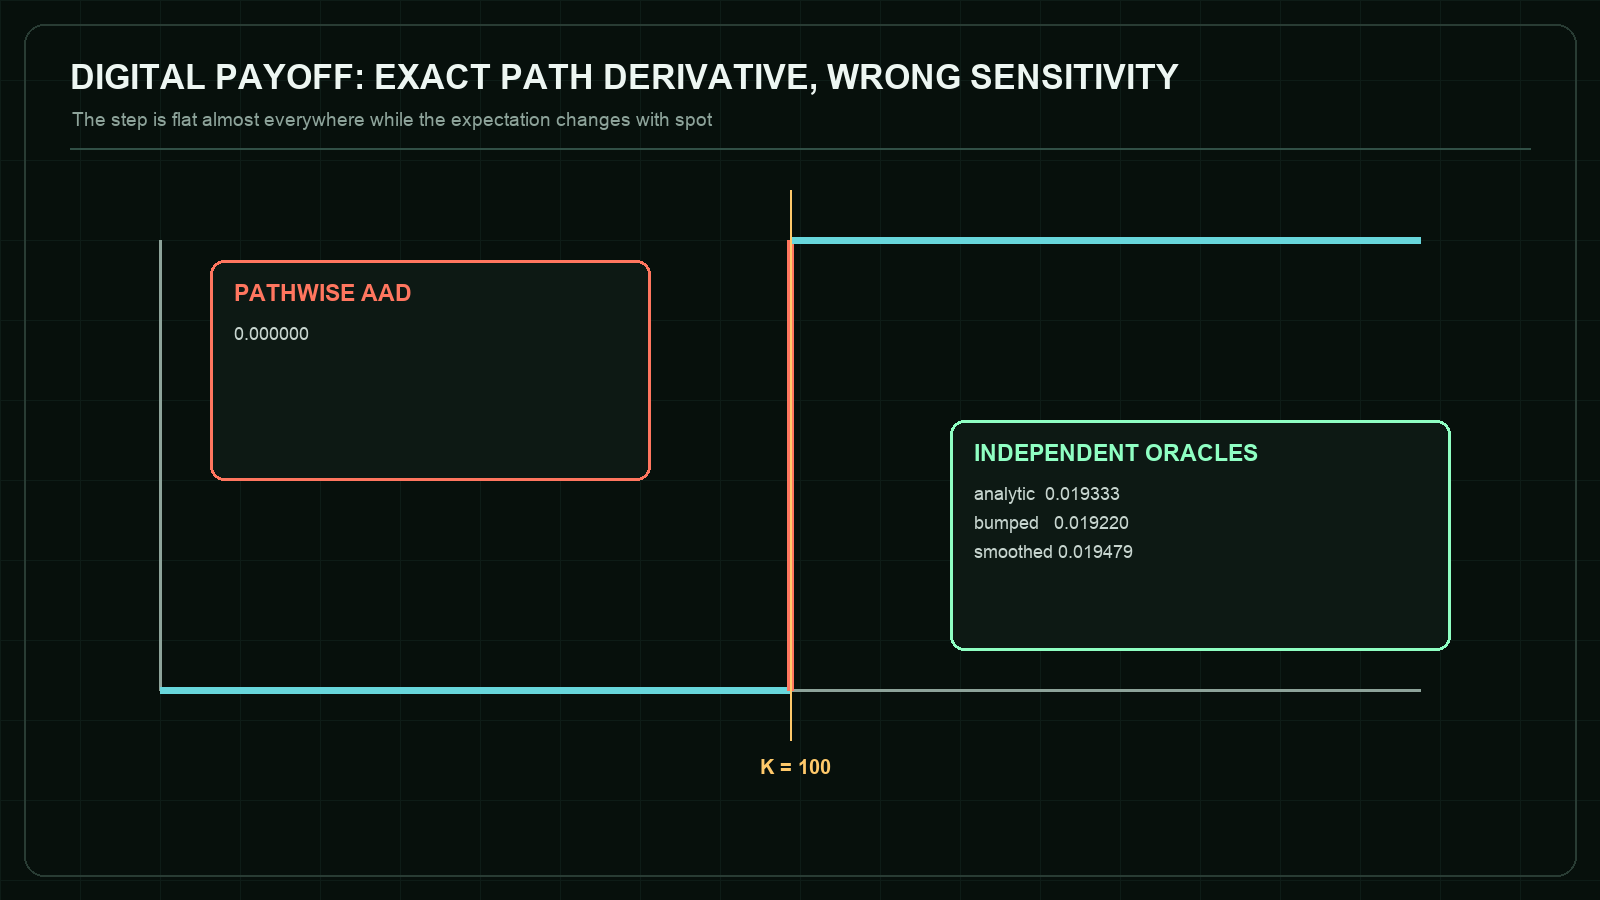 DIGITAL PAYOFF: EXACT PATH DERIVATIVE, WRONG SENSITIVITY
The step is flat almost everywhere while the expectation changes with spot
PATHWISE AAD
0.000000
INDEPENDENT ORACLES
analytic 0.019333
bumped 0.019220
smoothed 0.019479
K = 100